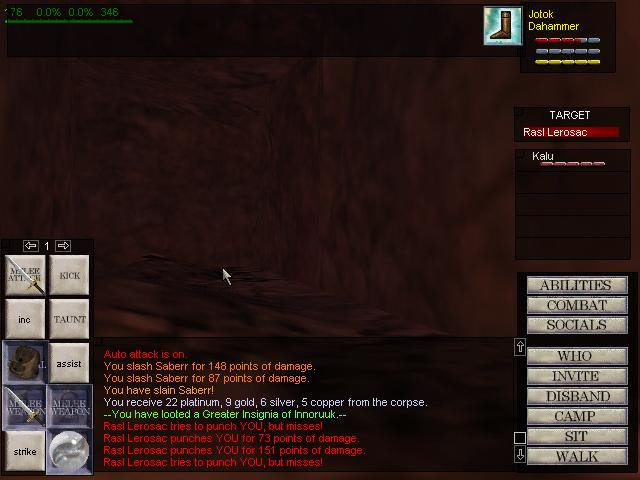 76 0.0% 0.0% 346
Jotok
Dahammer
TARGET
Rasl Lerosac
Kalu
1
MELEE
ATTACK
KICK
inc
TAUNT
assist
MELEE
WEAPON
MELEE
WEAPON
strike
Auto attack is on.
You slash Saberr for 148 points of damage.
You slash Saberr for 87 points of damage.
You have slain Saberr!
You receive 22 platinum, 9 gold, 6 silver, 5 copper from the corpse.
--You have looted a Greater Insignia of Innoruuk.--
Rasl Lerosac tries to punch YOU, but misses!
Rasl Lerosac punches YOU for 73 points of damage.
Rasl Lerosac punches YOU for 151 points of damage.
Rasl Lerosac tries to punch YOU, but misses!
ABILITIES
COMBAT
SOCIALS
WHO
INVITE
DISBAND
CAMP
SIT
WALK